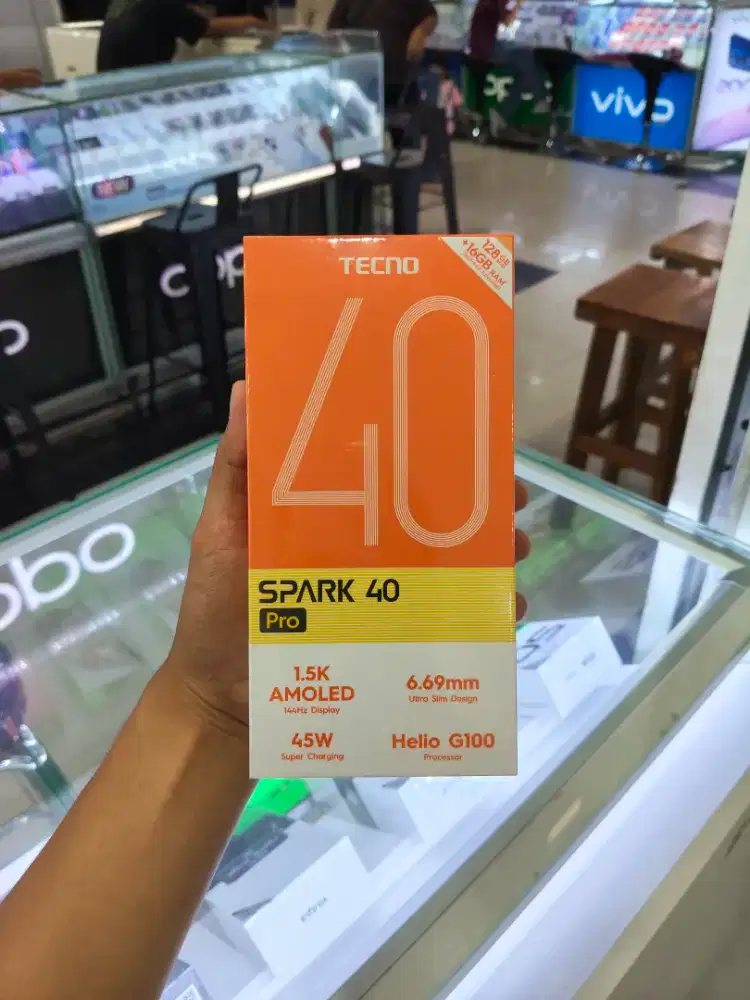 vivo
oppo
TECNO
128GB
+16GB RAM
40
SPARK 40
Pro
1.5K
AMOLED
144Hz Display
6.69mm
Ultra Slim Design
45W
Super Charging
Helio G100
Processor
oppo